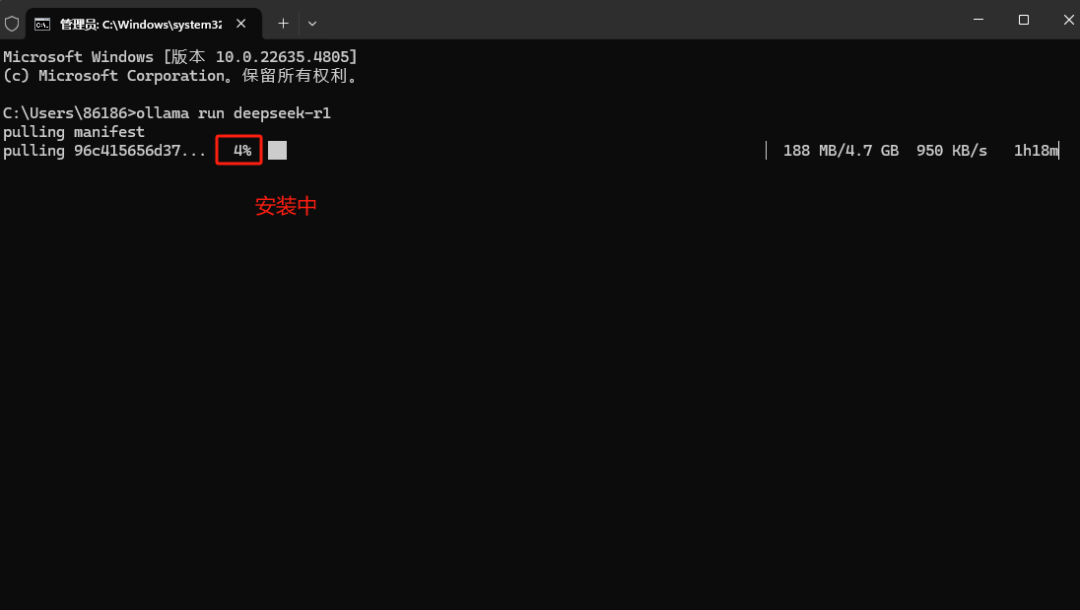 管理员: C:\Windows\system32
Microsoft Windows [版本 10.0.22635.4805]
(c) Microsoft Corporation。保留所有权利。
C:\Users\86186>ollama run deepseek-r1
pulling manifest
pulling 96c415656d37... 4% 188 MB/4.7 GB 950 KB/s 1h18m
安装中